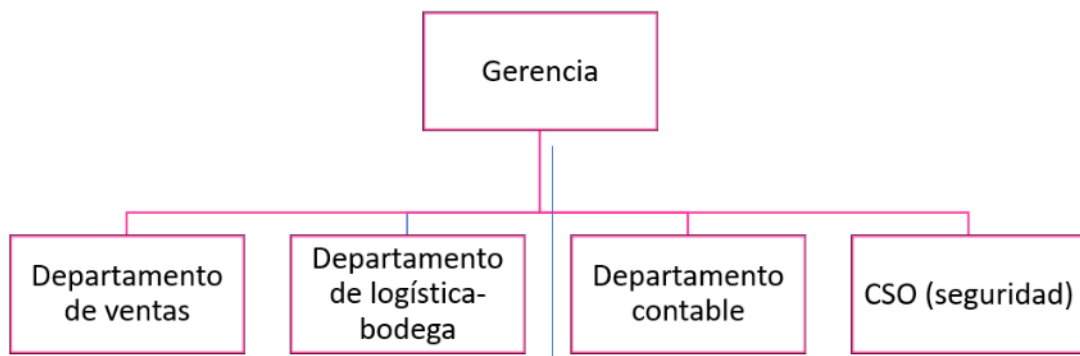 Gerencia
Departamento
de ventas
Departamento
de logística-
bodega
Departamento
contable
CSO (seguridad)